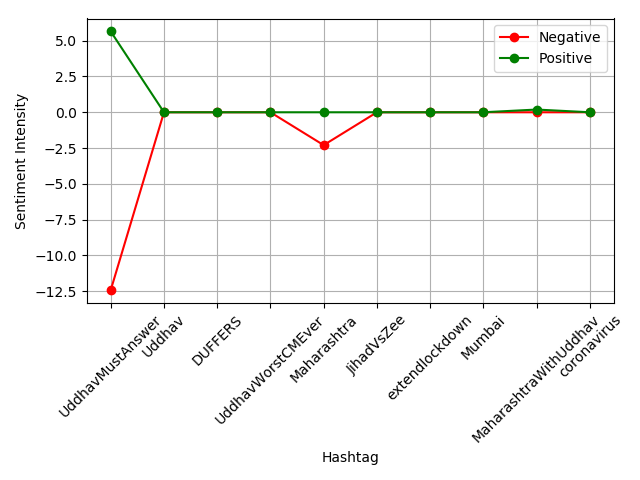 Negative
Positive
5.0
2.5
0.0
−2.5
−5.0
−7.5
−10.0
−12.5
Sentiment Intensity
UddhavMustAnswer
Uddhav
DUFFERS
UddhavWorstCMEver
Maharashtra
JihadVsZee
extendlockdown
Mumbai
MaharashtraWithUddhav
coronavirus
Hashtag